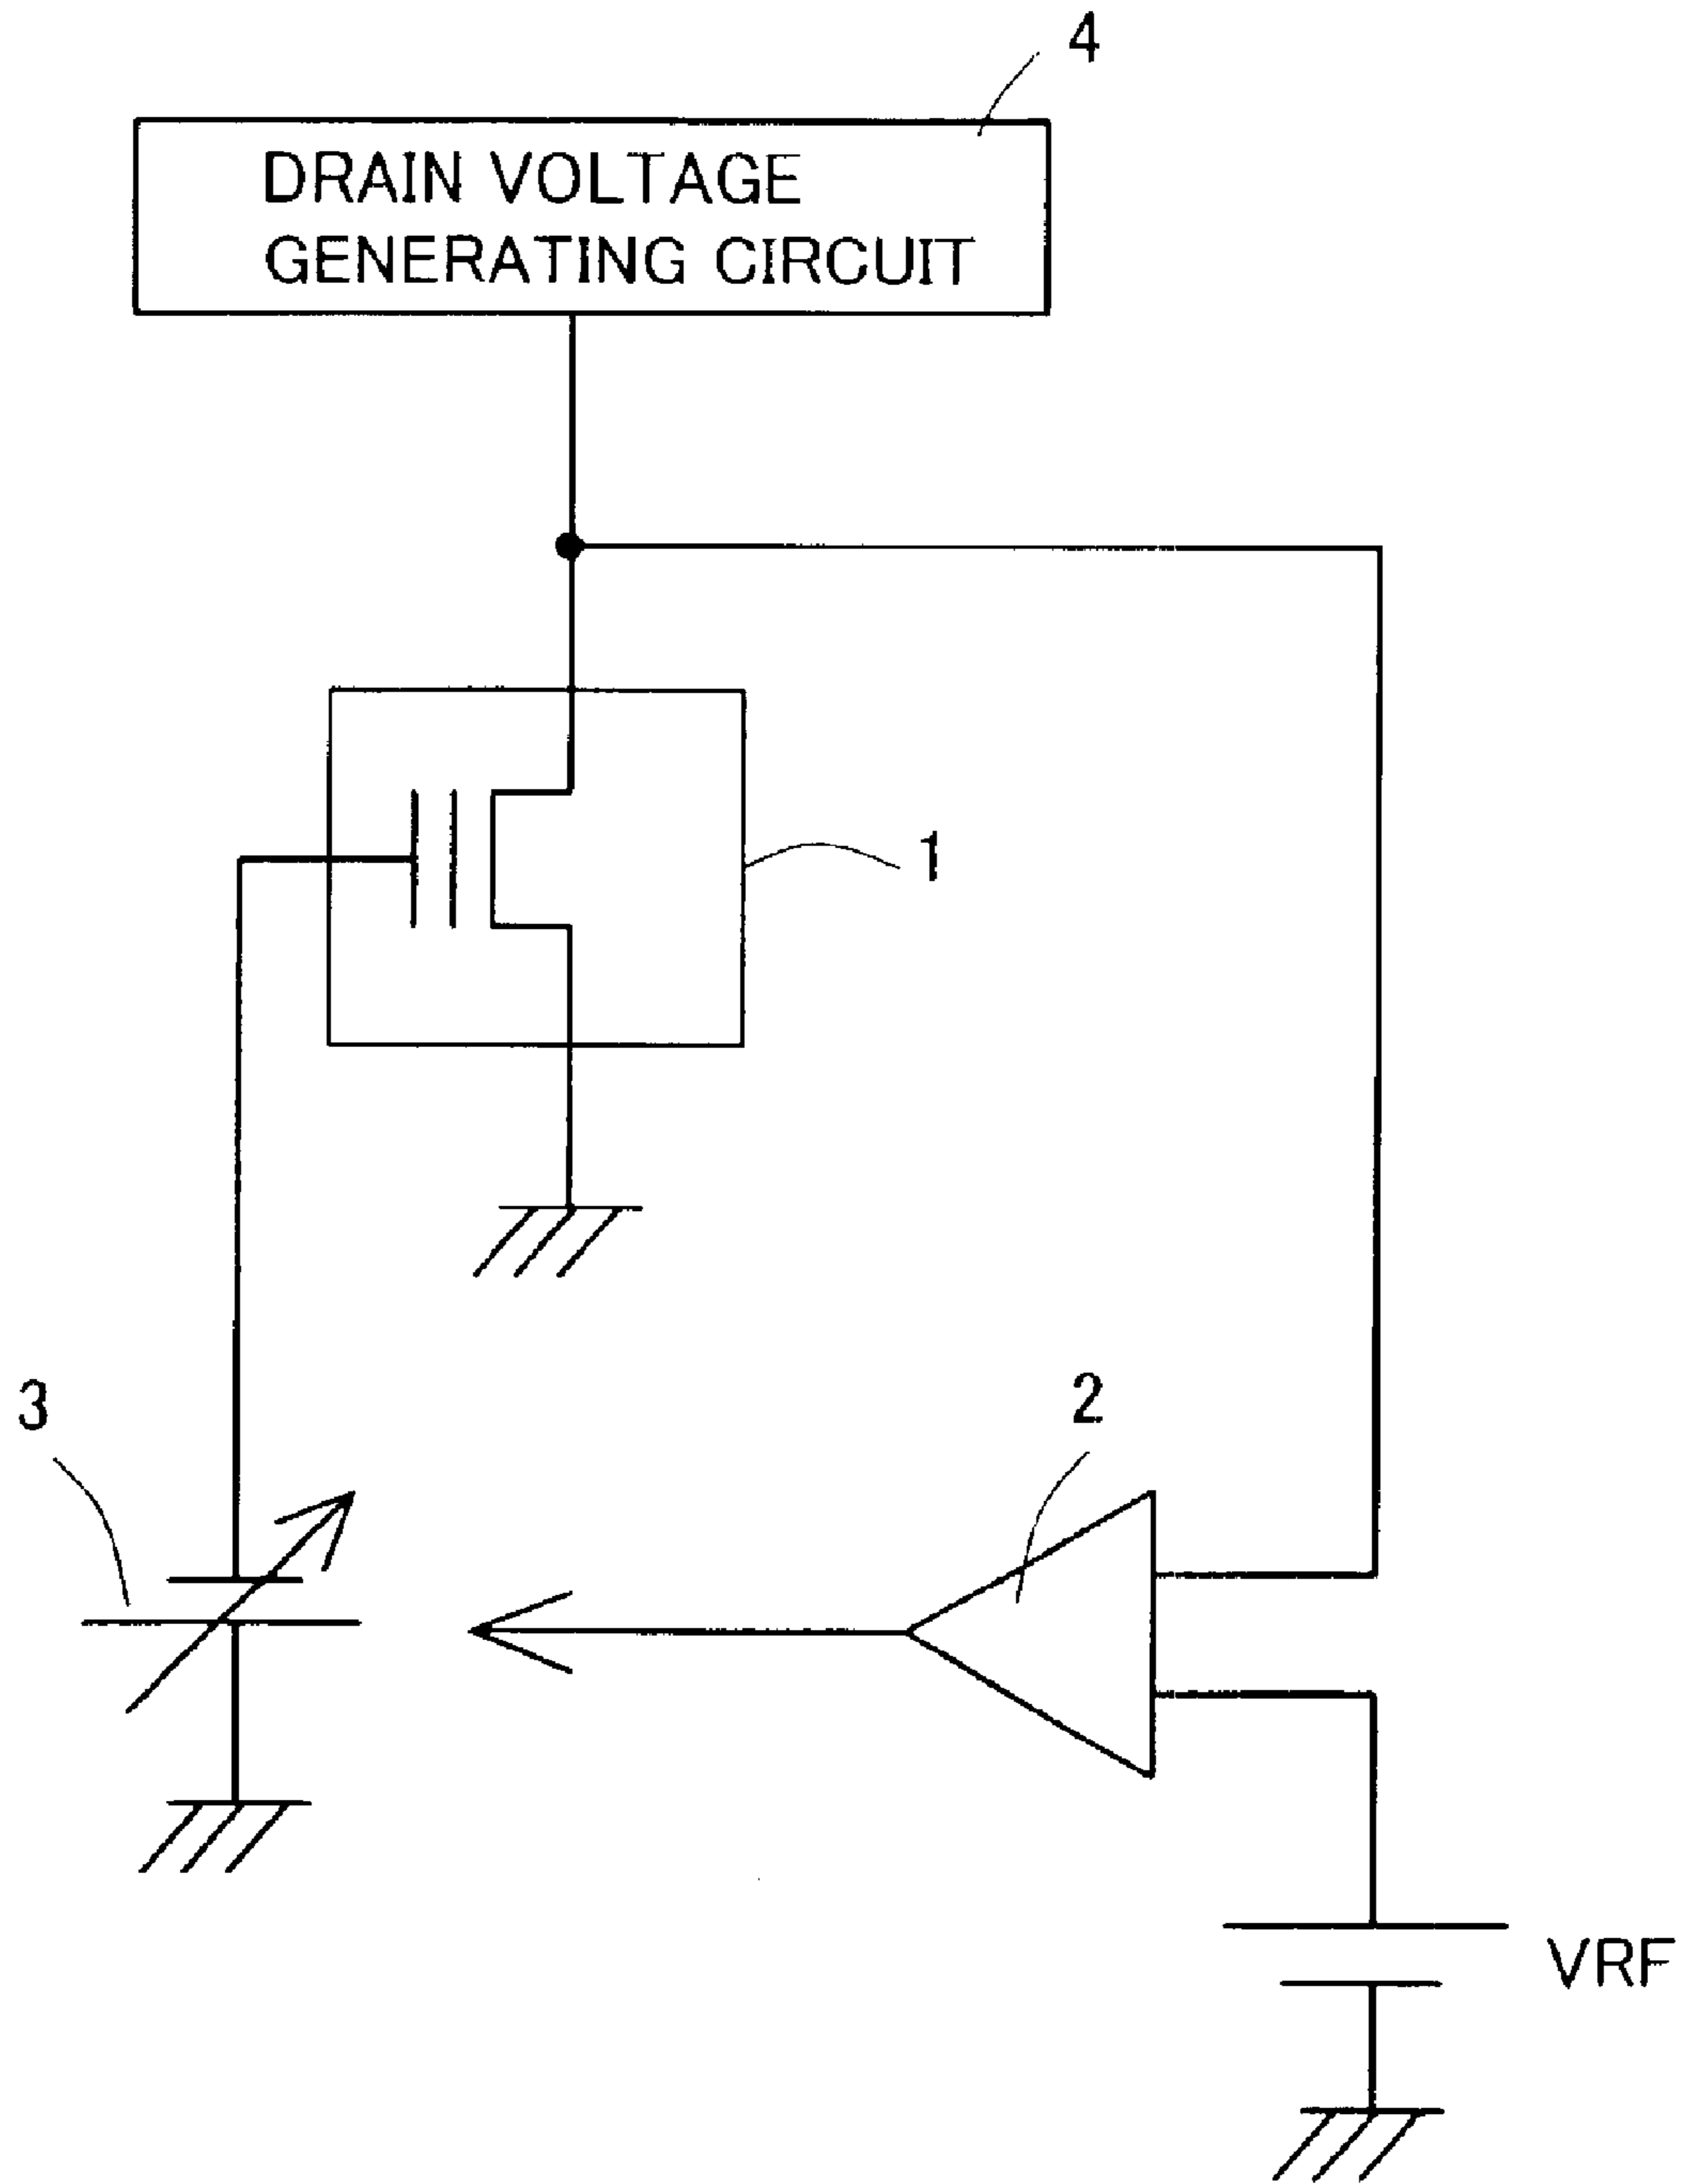 4
DRAIN VOLTAGE
GENERATING CIRCUIT
1
3
2
VRF